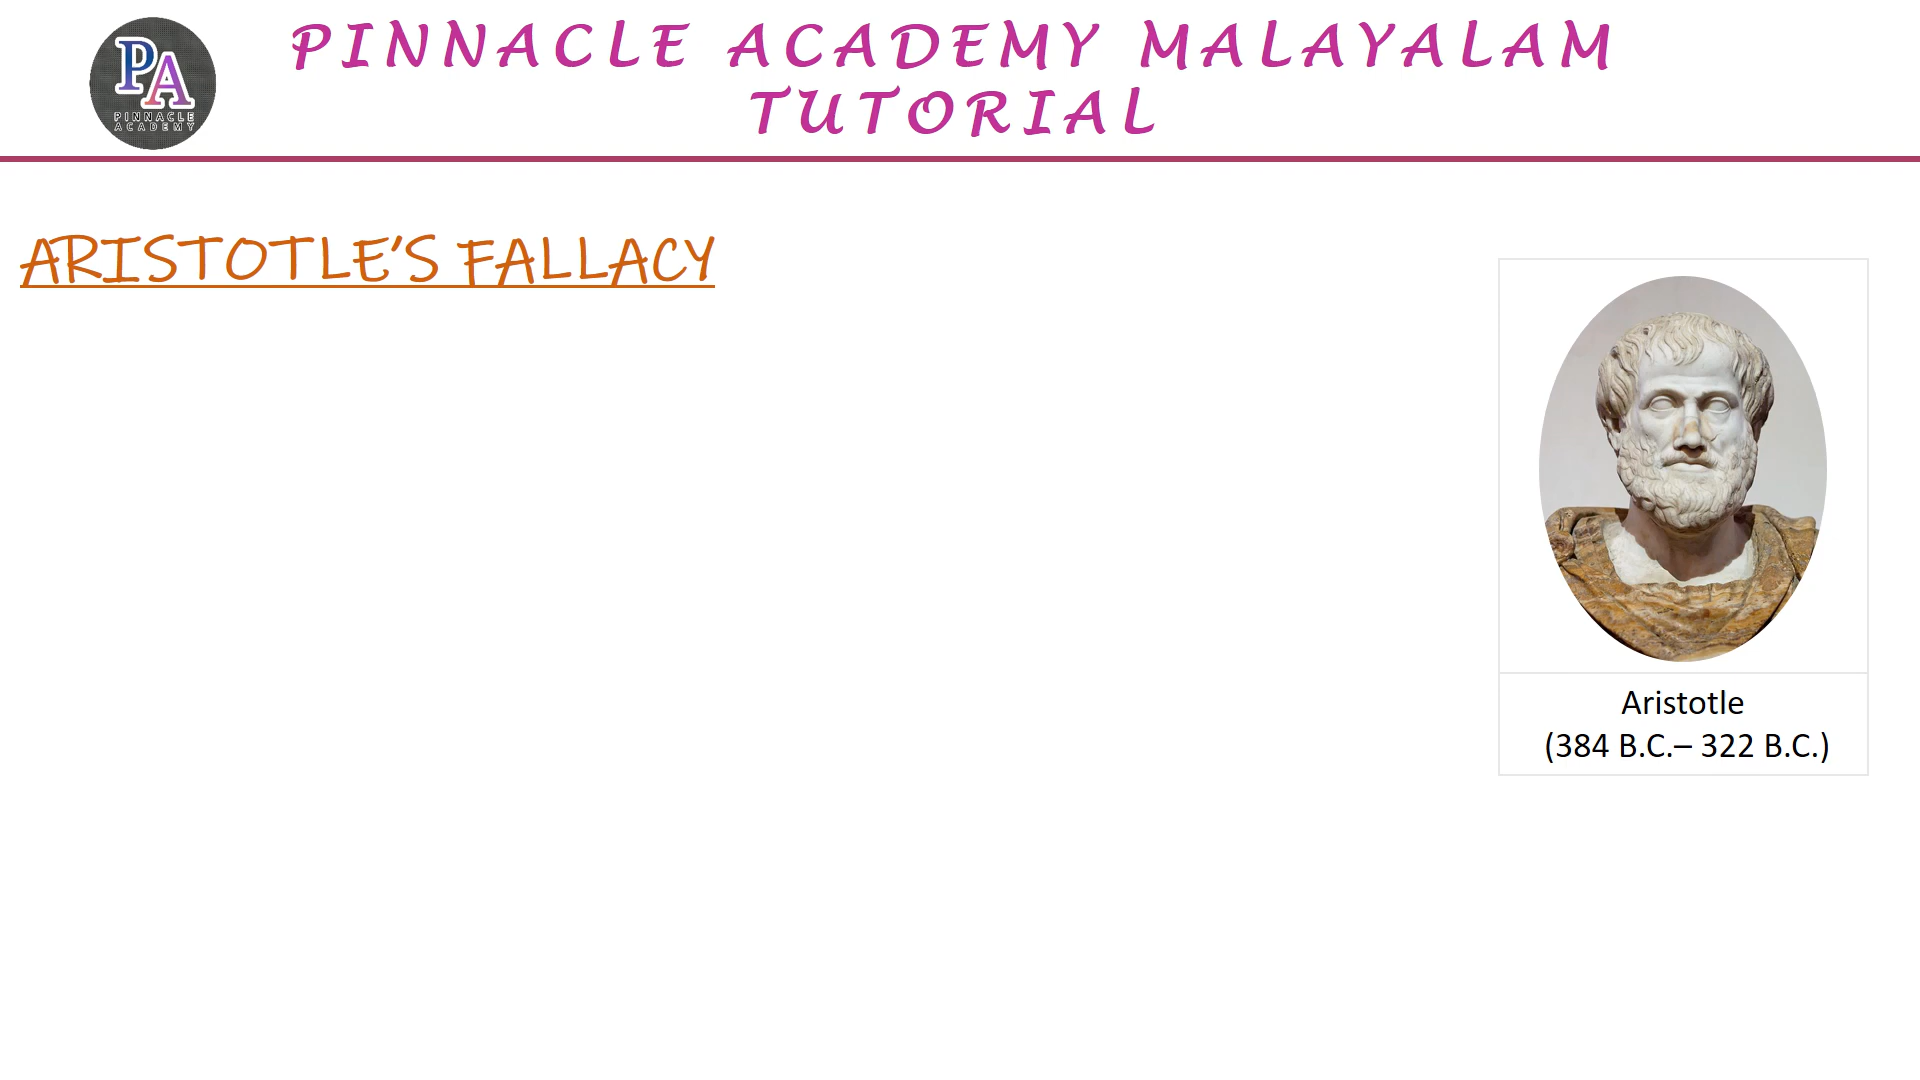 PA
PINNACLE
ACADEMY
PINNACLE ACADEMY MALAYALAM
TUTORIAL
ARISTOTLE'S FALLACY
Aristotle
(384 B.C.– 322 B.C.)